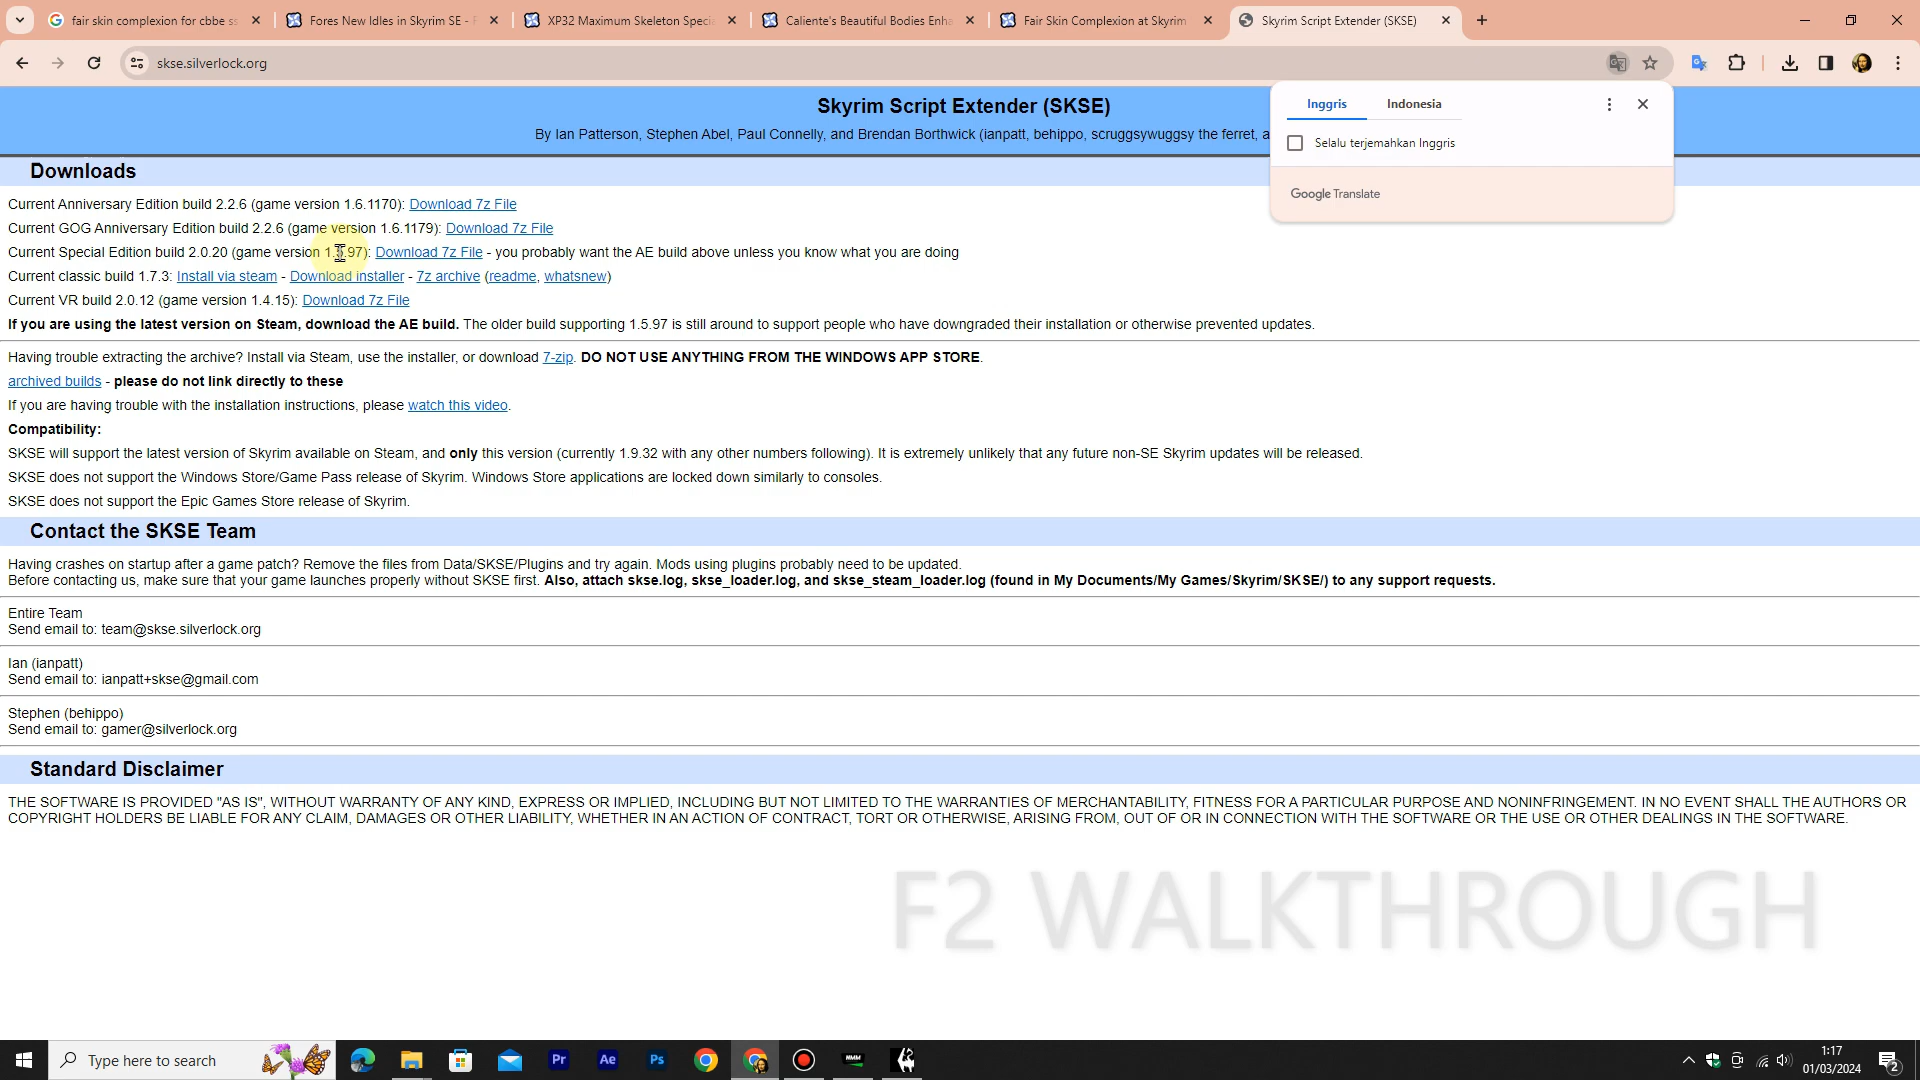 fair skin complexion for cbbe ss
Fores New Idles in Skyrim SE - F
XP32 Maximum Skeleton Specia
Caliente's Beautiful Bodies Enha
Fair Skin Complexion at Skyrim
Skyrim Script Extender (SKSE)
skse.silverlock.org
Inggris
Indonesia
Selalu terjemahkan Inggris
Google Translate
Skyrim Script Extender (SKSE)
By Ian Patterson, Stephen Abel, Paul Connelly, and Brendan Borthwick (ianpatt, behippo, scruggsywuggsy the ferret, a
Downloads
Current Anniversary Edition build 2.2.6 (game version 1.6.1170): Download 7z File
Current GOG Anniversary Edition build 2.2.6 (game version 1.6.1179): Download 7z File
Current Special Edition build 2.0.20 (game version 1.5.97): Download 7z File - you probably want the AE build above unless you know what you are doing
Current classic build 1.7.3: Install via steam - Download installer - 7z archive (readme, whatsnew)
Current VR build 2.0.12 (game version 1.4.15): Download 7z File
If you are using the latest version on Steam, download the AE build. The older build supporting 1.5.97 is still around to support people who have downgraded their installation or otherwise prevented updates.
Having trouble extracting the archive? Install via Steam, use the installer, or download 7-zip. DO NOT USE ANYTHING FROM THE WINDOWS APP STORE.
archived builds - please do not link directly to these
If you are having trouble with the installation instructions, please watch this video.
Compatibility:
SKSE will support the latest version of Skyrim available on Steam, and only this version (currently 1.9.32 with any other numbers following). It is extremely unlikely that any future non-SE Skyrim updates will be released.
SKSE does not support the Windows Store/Game Pass release of Skyrim. Windows Store applications are locked down similarly to consoles.
SKSE does not support the Epic Games Store release of Skyrim.
Contact the SKSE Team
Having crashes on startup after a game patch? Remove the files from Data/SKSE/Plugins and try again. Mods using plugins probably need to be updated.
Before contacting us, make sure that your game launches properly without SKSE first. Also, attach skse.log, skse_loader.log, and skse_steam_loader.log (found in My Documents/My Games/Skyrim/SKSE/) to any support requests.
Entire Team
Send email to: team@skse.silverlock.org
Ian (ianpatt)
Send email to: ianpatt+skse@gmail.com
Stephen (behippo)
Send email to: gamer@silverlock.org
Standard Disclaimer
THE SOFTWARE IS PROVIDED "AS IS", WITHOUT WARRANTY OF ANY KIND, EXPRESS OR IMPLIED, INCLUDING BUT NOT LIMITED TO THE WARRANTIES OF MERCHANTABILITY, FITNESS FOR A PARTICULAR PURPOSE AND NONINFRINGEMENT. IN NO EVENT SHALL THE AUTHORS OR
COPYRIGHT HOLDERS BE LIABLE FOR ANY CLAIM, DAMAGES OR OTHER LIABILITY, WHETHER IN AN ACTION OF CONTRACT, TORT OR OTHERWISE, ARISING FROM, OUT OF OR IN CONNECTION WITH THE SOFTWARE OR THE USE OR OTHER DEALINGS IN THE SOFTWARE.
F2 WALKTHROUGH
Type here to search
Pr
Ae
Ps
NMM
1:17
01/03/2024
2